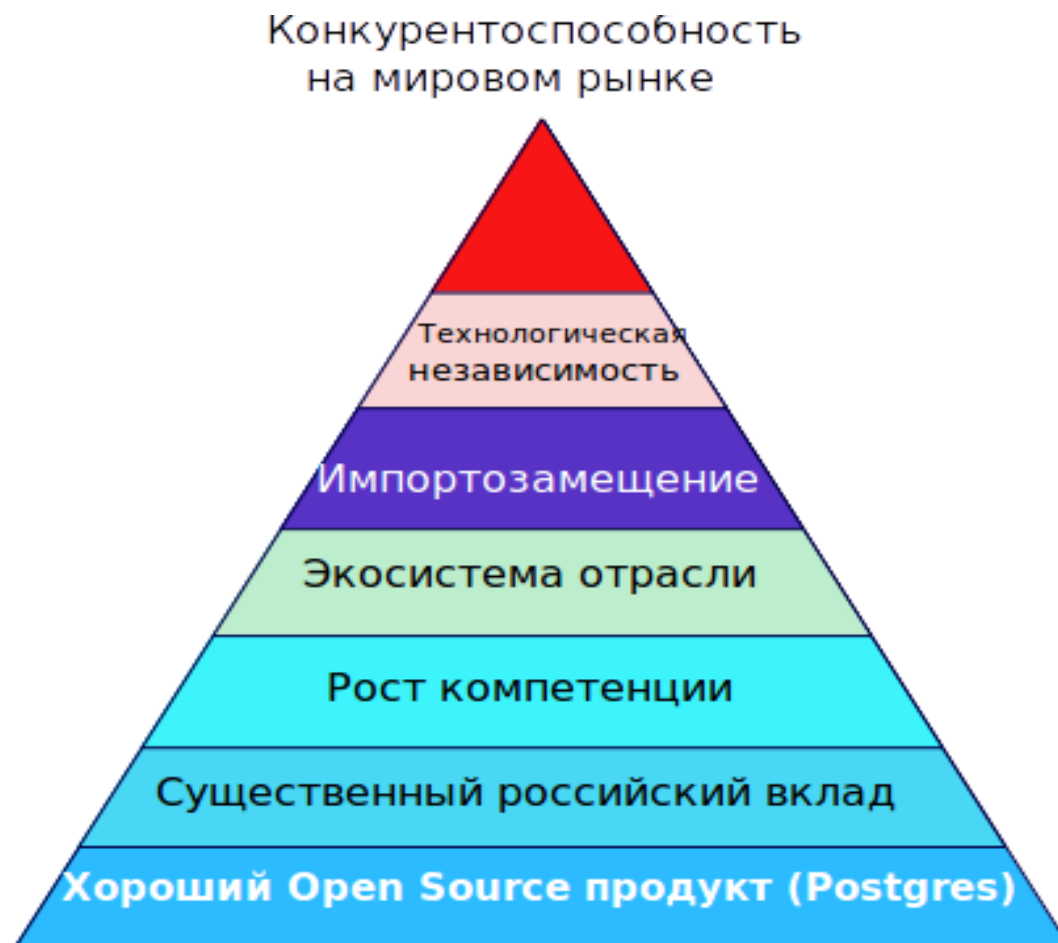 Конкурентоспособность
на мировом рынке
Технологическая
независимость
Импортозамещение
Экосистема отрасли
Рост компетенции
Существенный российский вклад
Хороший Open Source продукт (Postgres)